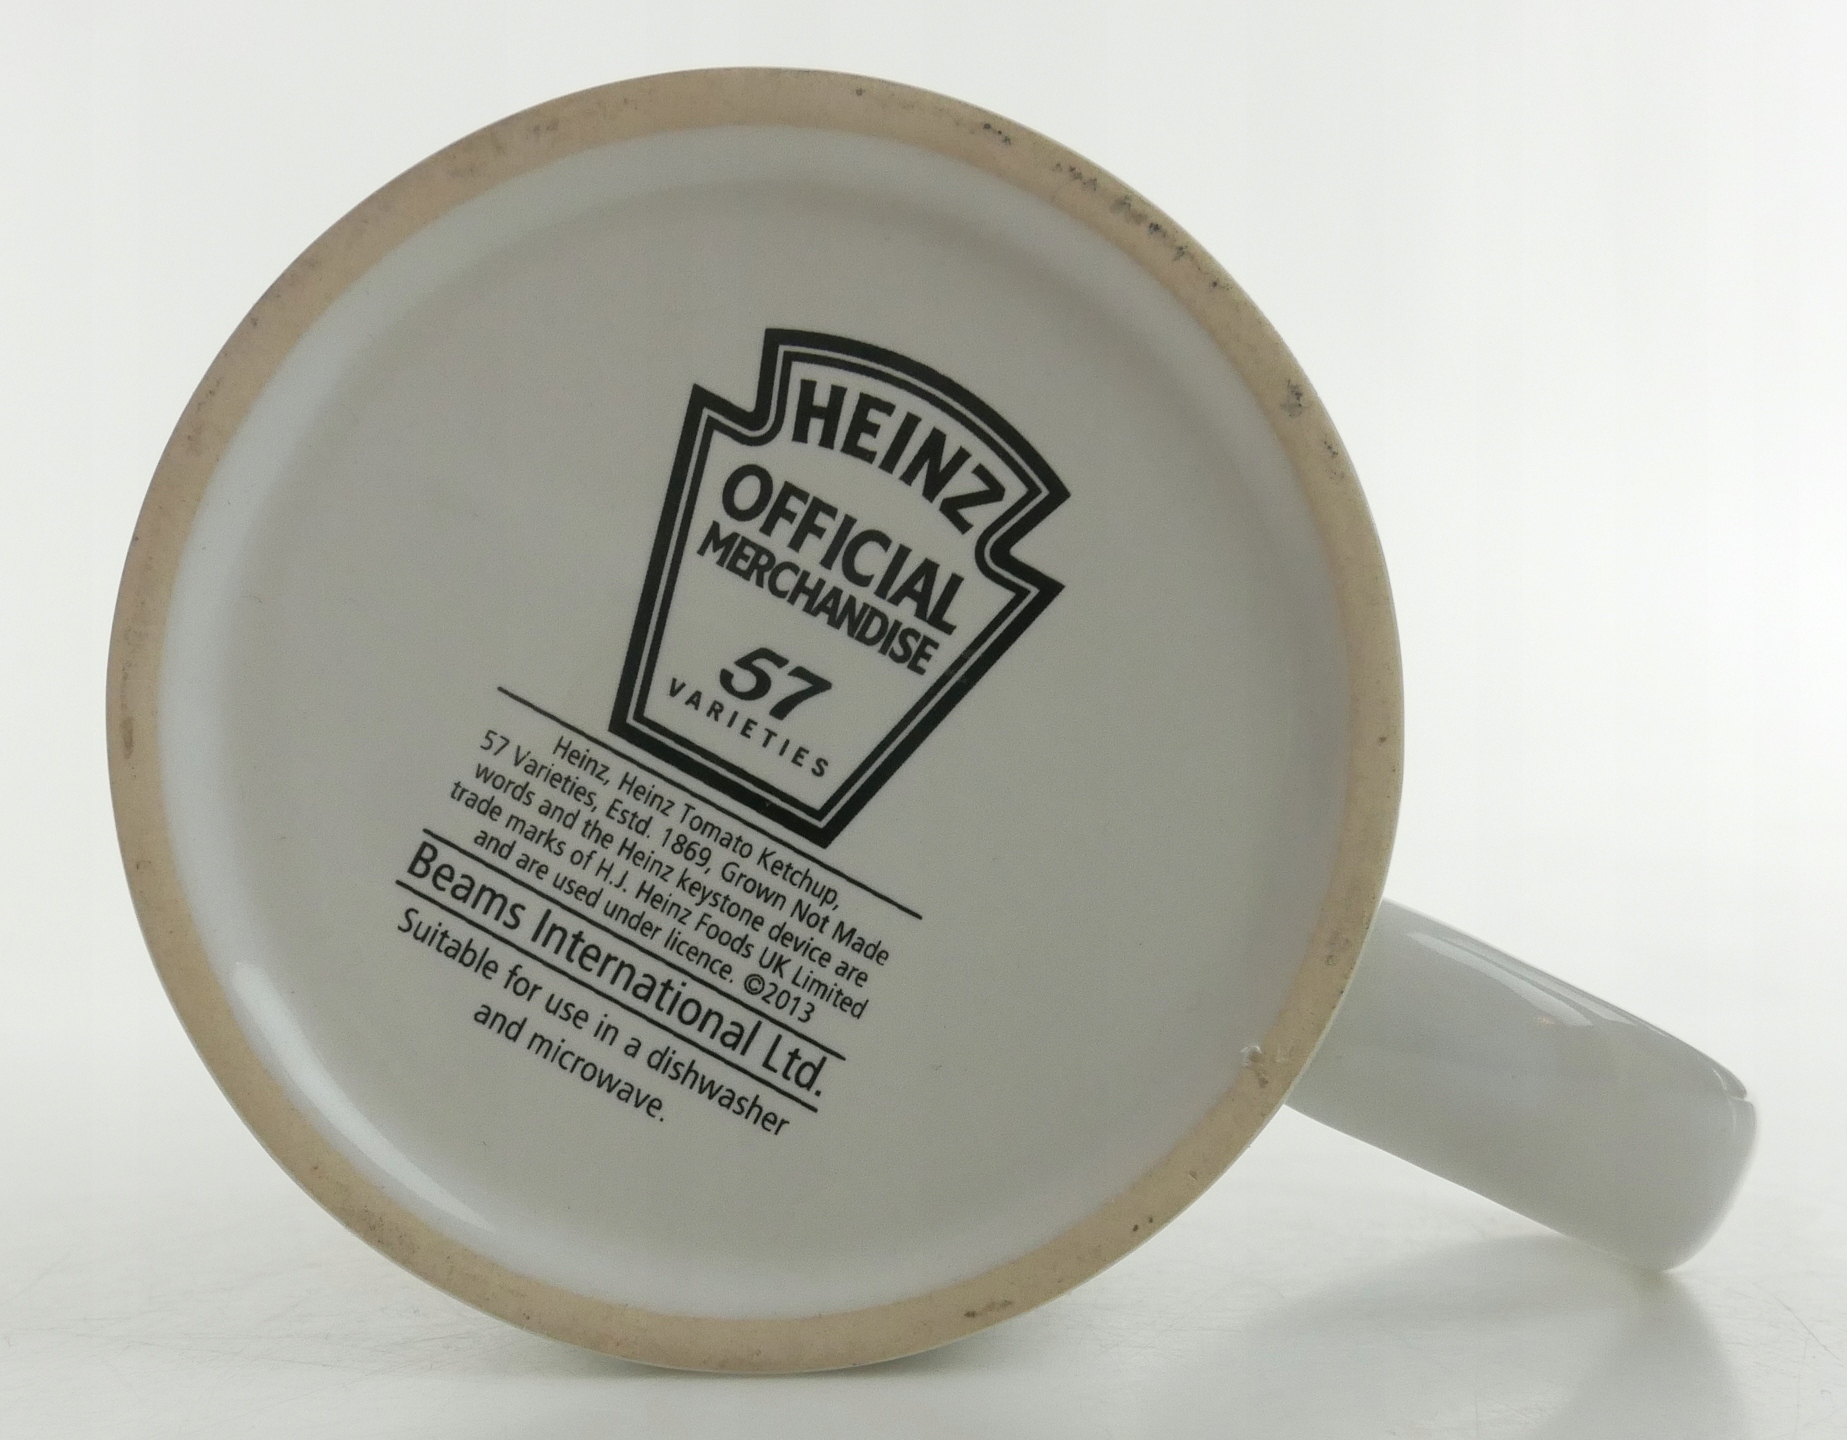 HEINZ
OFFICIAL
MERCHANDISE
57
VARIETIES
Heinz, Heinz Tomato Ketchup,
57 Varieties, Estd. 1869, Grown Not Made
words and the Heinz keystone device are
trade marks of H.J. Heinz Foods UK Limited
and are used under licence. ©2013
Beams International Ltd.
Suitable for use in a dishwasher
and microwave.